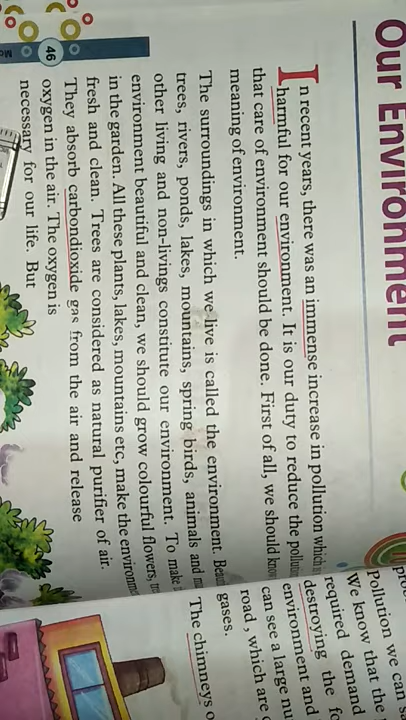 Our Environment
In recent years, there was an immense increase in pollution which
harmful for our environment. It is our duty to reduce the pollution
that care of environment should be done. First of all, we should know
meaning of environment.
The surroundings in which we live is called the environment.
trees, rivers, ponds, lakes, mountains, spring birds, animals and
other living and non-livings constitute our environment. To make
environment beautiful and clean, we should grow colourful flowers,
in the garden. All these plants, lakes, mountains etc, make the
fresh and clean. Trees are considered as natural purifier of air.
They absorb carbondioxide gas from the air and release
oxygen in the air. The oxygen is
necessary for our life. But
46
Pollution we can
We know that the
required demand
destroying the
environment and
can see a large
road, which are
gases.
The chimneys